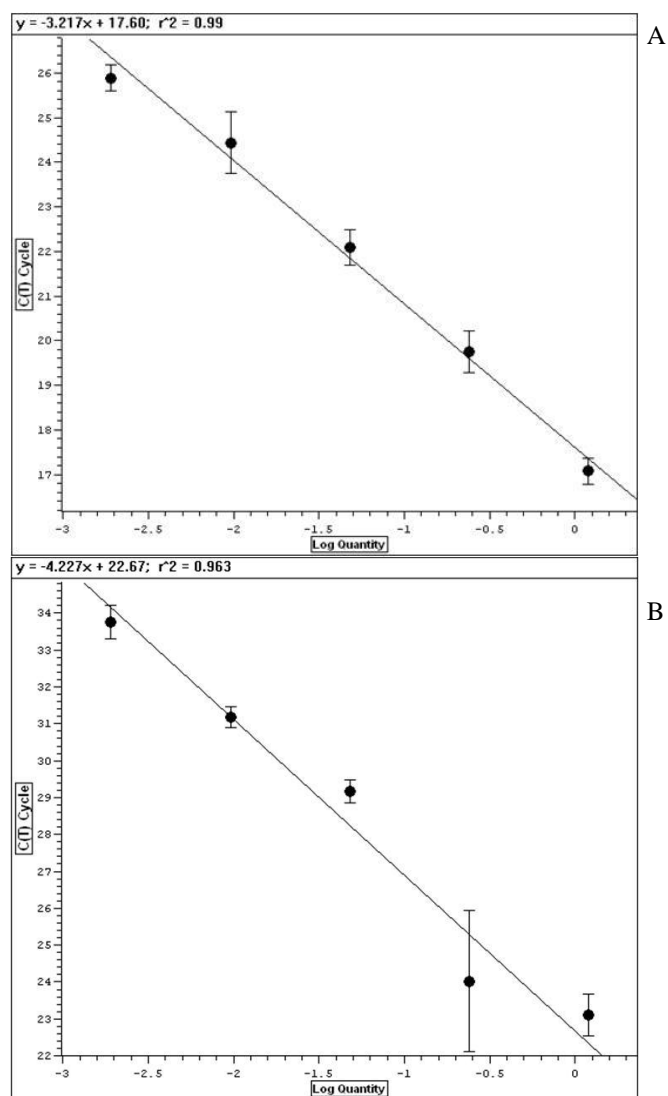 y = -3.217x + 17.60; r^2 = 0.99
A
26
25
24
23
22
21
20
19
18
17
C(T) Cycle
-3 -2.5 -2 -1.5 -1 -0.5 0
Log Quantity
y = -4.227x + 22.67; r^2 = 0.963
B
34
33
32
31
30
29
28
27
26
25
24
23
22
C(T) Cycle
-3 -2.5 -2 -1.5 -1 -0.5 0
Log Quantity